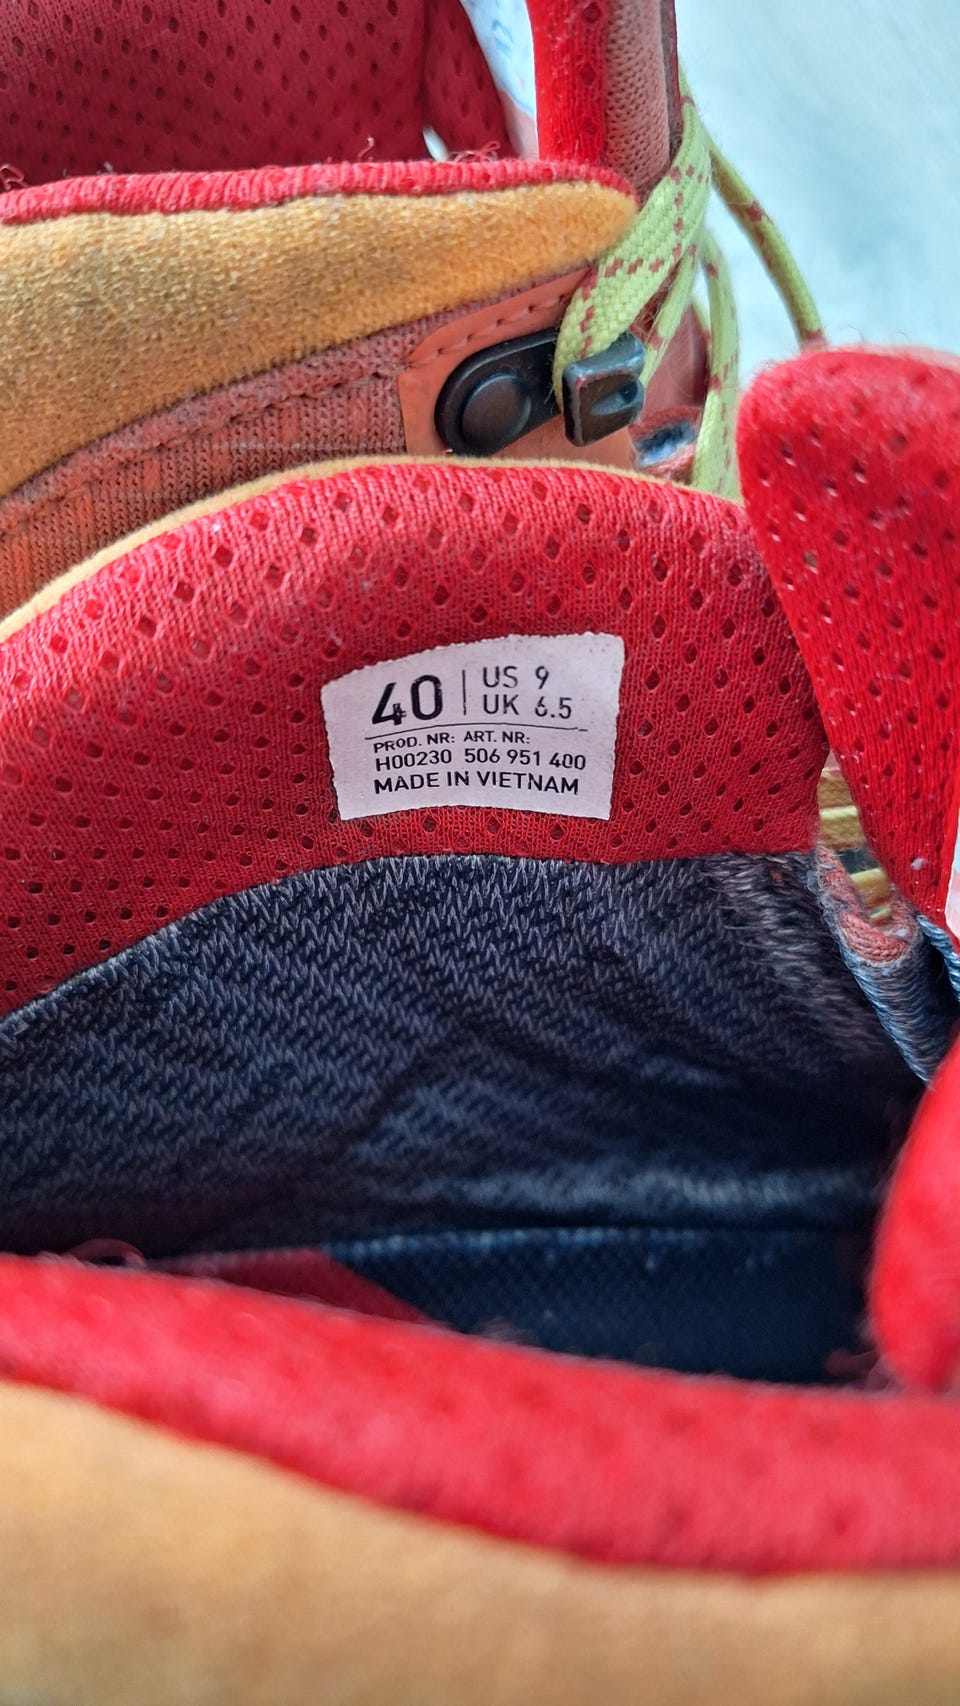 40 | US 9
UK 6.5
PROD. NR: ART. NR:
H00230 506 951 400
MADE IN VIETNAM